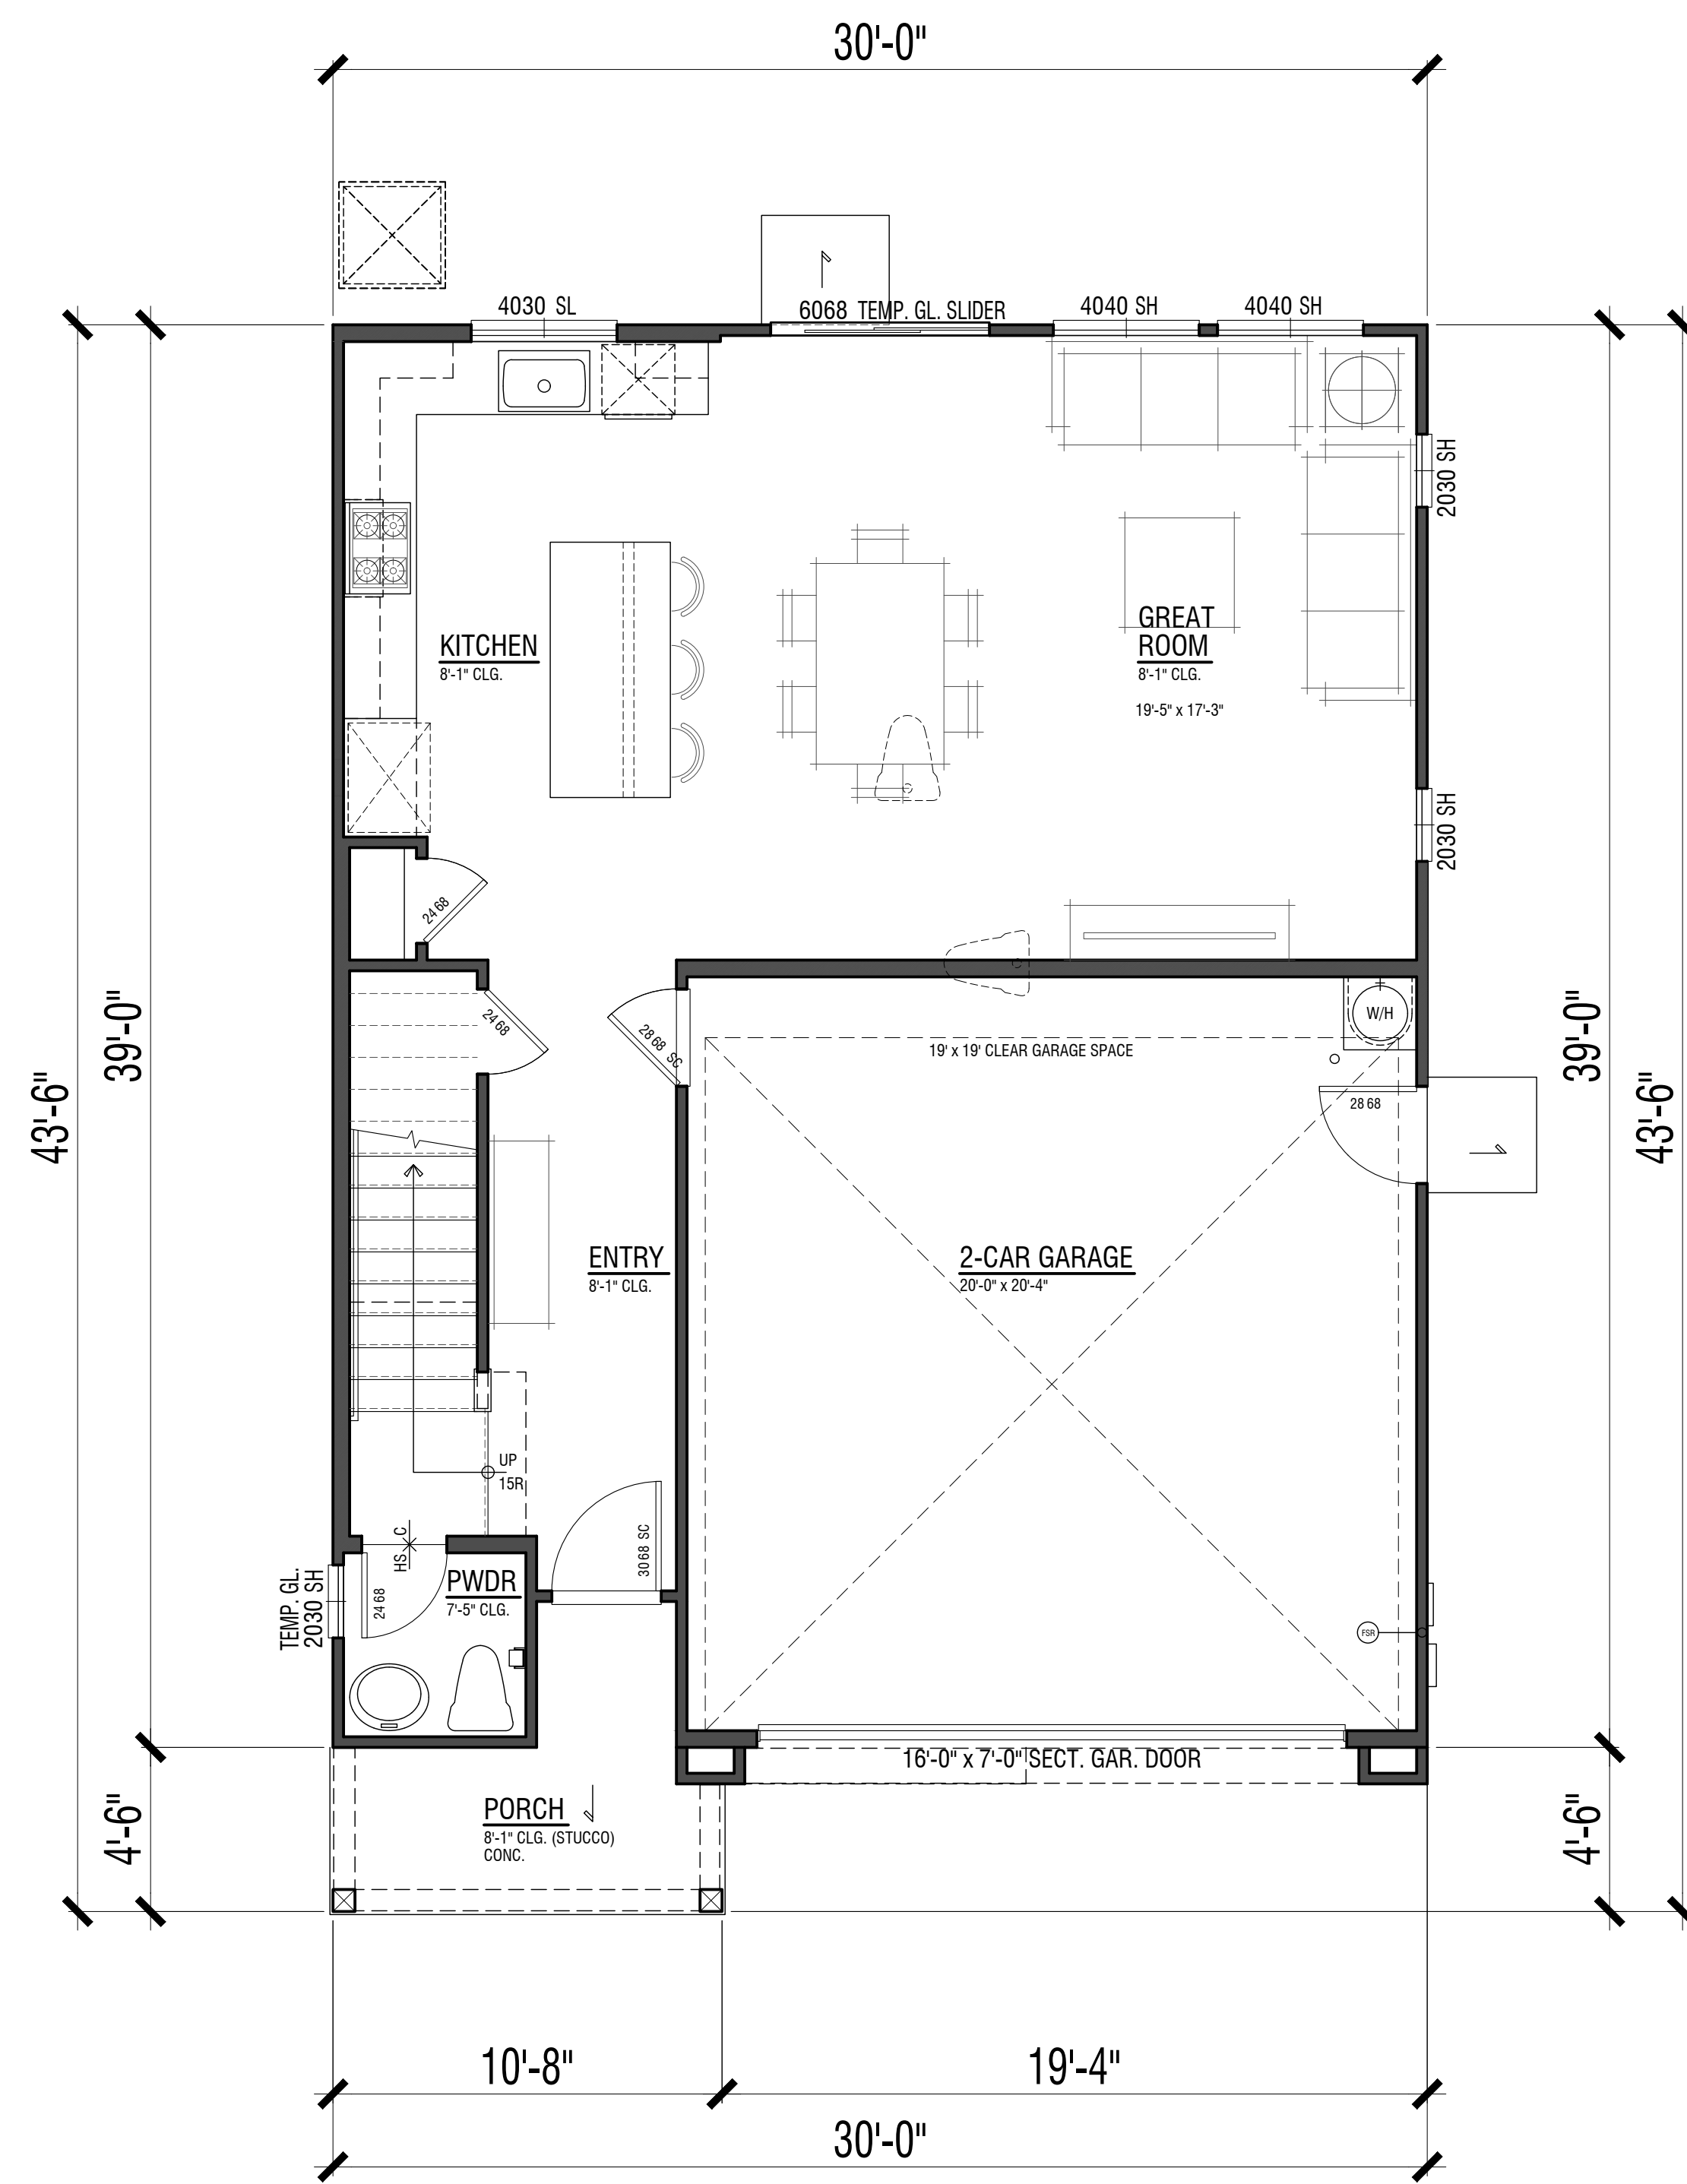 30'-0"
4030 SL
6068 TEMP. GL. SLIDER
4040 SH
4040 SH
2030 SH
KITCHEN
8'-1" CLG.
GREAT
ROOM
8'-1" CLG.
19'-5" x 17'-3"
2030 SH
24 68
24 68
28 68 SC
W/H
19' x 19' CLEAR GARAGE SPACE
28 68
39'-0"
43'-6"
39'-0"
43'-6"
ENTRY
8'-1" CLG.
2-CAR GARAGE
20'-0" x 20'-4"
UP
15R
HS C
30 68 SC
TEMP. GL.
2030 SH
24 68
PWDR
7'-5" CLG.
FSR
16'-0" x 7'-0" SECT. GAR. DOOR
PORCH
8'-1" CLG. (STUCCO)
CONC.
4'-6"
4'-6"
10'-8"
19'-4"
30'-0"